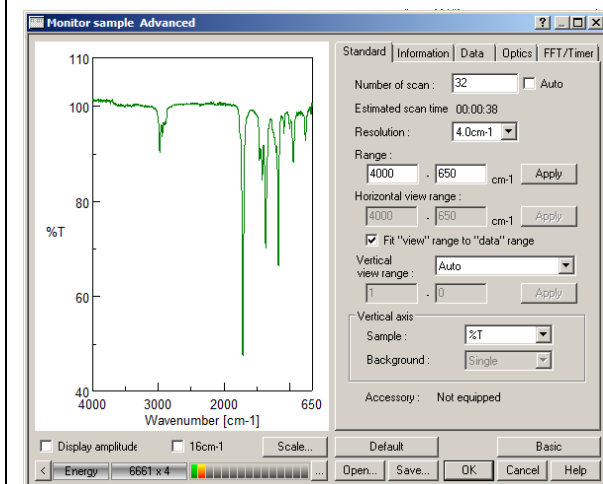 Monitor sample Advanced
Standard Information Data Optics FFT/Timer
110
100
80
60
40
%T
4000 3000 2000 650
Wavenumber [cm-1]
Number of scan : 32 Auto
Estimated scan time 00:00:38
Resolution : 4.0cm-1
Range :
4000 - 650 cm-1 Apply
Horizontal view range :
4000 - 650 cm-1 Apply
Fit "view" range to "data" range
Vertical
view range : Auto
1 - 0 Apply
Vertical axis
Sample : %T
Background : Single
Accessory : Not equipped
Display amplitude 16cm-1 Scale... Default Basic
< Energy 6661 x 4 ... Open... Save... OK Cancel Help